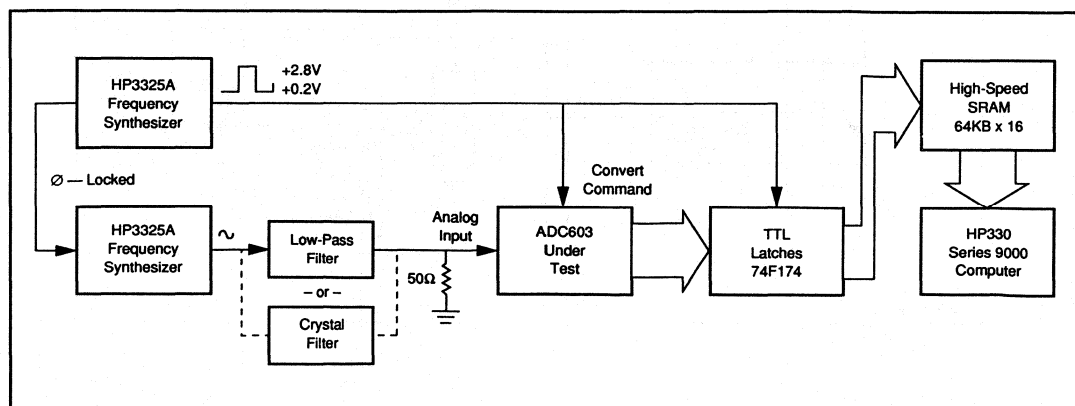 HP3325A
Frequency
Synthesizer
+2.8V
+0.2V
High-Speed
SRAM
64KB x 16
Ø — Locked
Convert
Command
HP3325A
Frequency
Synthesizer
~
Low-Pass
Filter
– or –
Crystal
Filter
Analog
Input
50Ω
ADC603
Under
Test
TTL
Latches
74F174
HP330
Series 9000
Computer